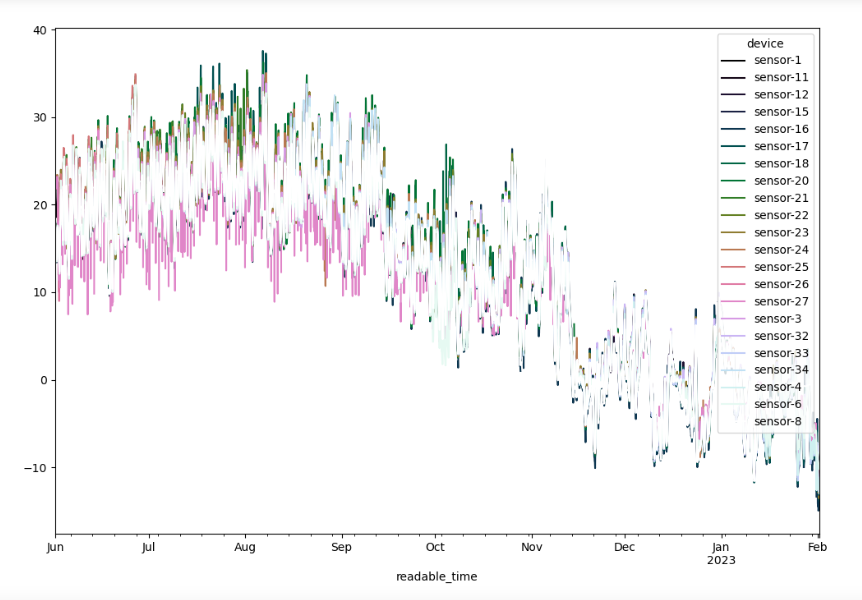 40
30
20
10
0
−10
device
sensor-1
sensor-11
sensor-12
sensor-15
sensor-16
sensor-17
sensor-18
sensor-20
sensor-21
sensor-22
sensor-23
sensor-24
sensor-25
sensor-26
sensor-27
sensor-3
sensor-32
sensor-33
sensor-34
sensor-4
sensor-6
sensor-8
Jun Jul Aug Sep Oct Nov Dec Jan Feb
2023
readable_time